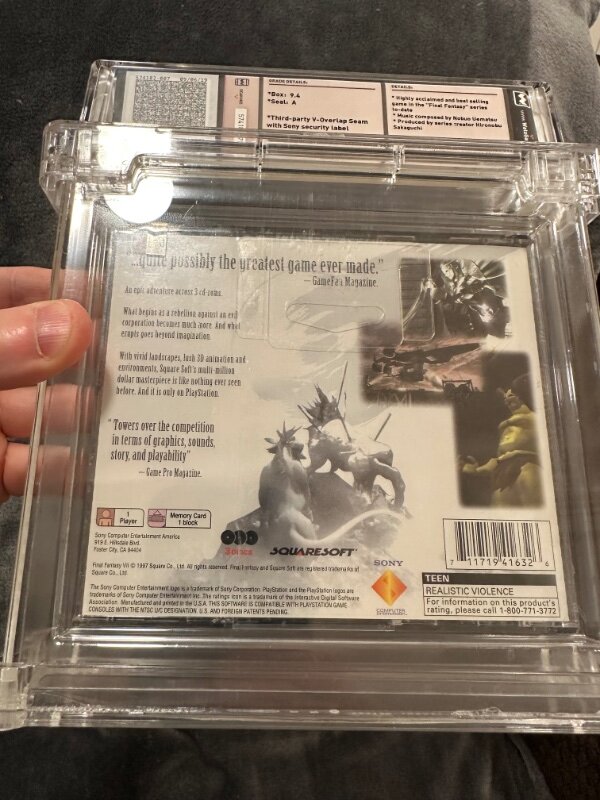 574102-007 09/06/19
GRADE DETAILS:
*Box: 9.4
*Seal: A
*Third-party V-Overlap Seam
with Sony security label
DETAILS:
* Highly acclaimed and best selling
game in the "Final Fantasy" series
to-date
* Music composed by Nobuo Uematsu
* Produced by series creator Hironobu
Sakaguchi
"...quite possibly the greatest game ever made."
— GameFan Magazine.
An epic adventure across 3 cd-roms.
What begins as a rebellion against an evil
corporation becomes much more. And what
erupts goes beyond imagination
With vivid landscapes, lush 3D animation and
environments, Square Soft's multi-million
dollar masterpiece is like nothing ever seen
before. And it is only on PlayStation.
"Towers over the competition
in terms of graphics, sounds,
story, and playability"
— Game Pro Magazine.
1
Player
Memory Card
1 block
Sony Computer Entertainment America
919 E. Hillsdale Blvd.
Foster City, CA 94404
3 discs
SQUARESOFT
SONY
COMPUTER
Final Fantasy VII © 1997 Square Co., Ltd. All rights reserved. Final Fantasy and Square Soft are registered trademarks of
Square Co., Ltd.
The Sony Computer Entertainment logo is a trademark of Sony Corporation. PlayStation and the PlayStation logos are
trademarks of Sony Computer Entertainment Inc. The ratings icon is a trademark of the Interactive Digital Software
Association. Manufactured and printed in the U.S.A. THIS SOFTWARE IS COMPATIBLE WITH PLAYSTATION GAME
CONSOLES WITH THE NTSC U/C DESIGNATION. U.S. AND FOREIGN PATENTS PENDING.
7 11719 41632 6
TEEN
REALISTIC VIOLENCE
For information on this product's
rating, please call 1-800-771-3772